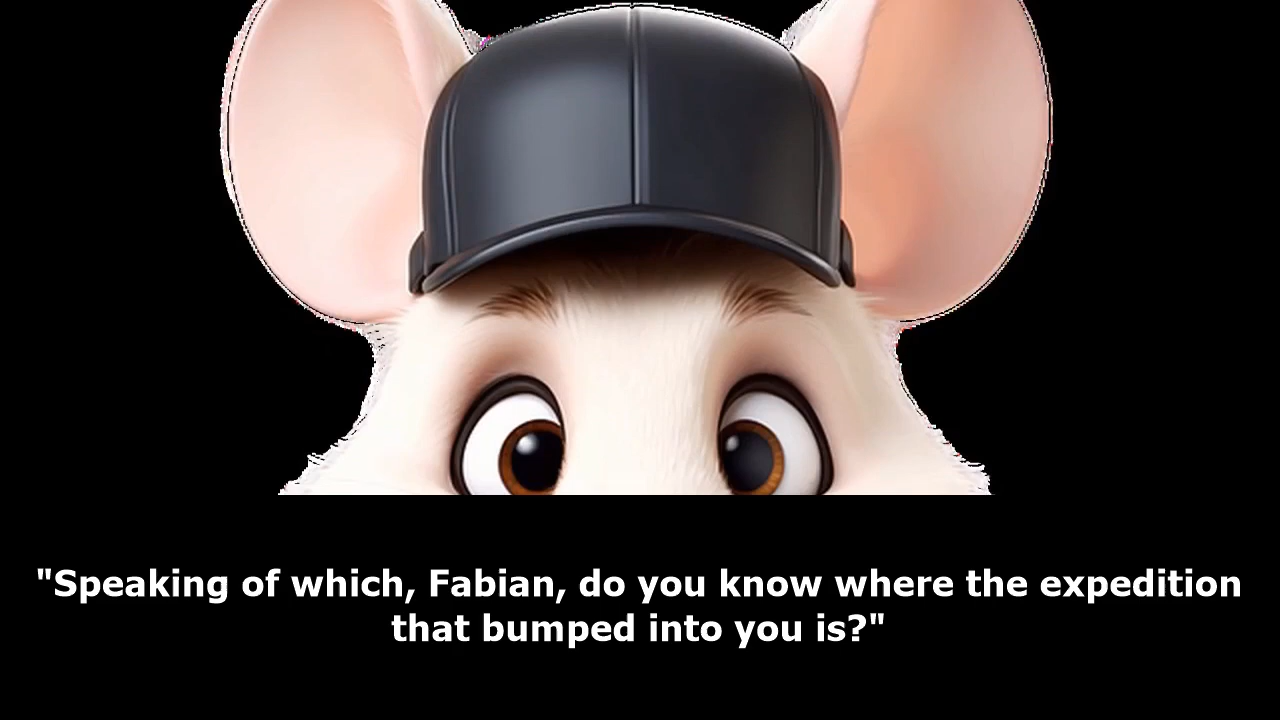 "Speaking of which, Fabian, do you know where the expedition
that bumped into you is?"